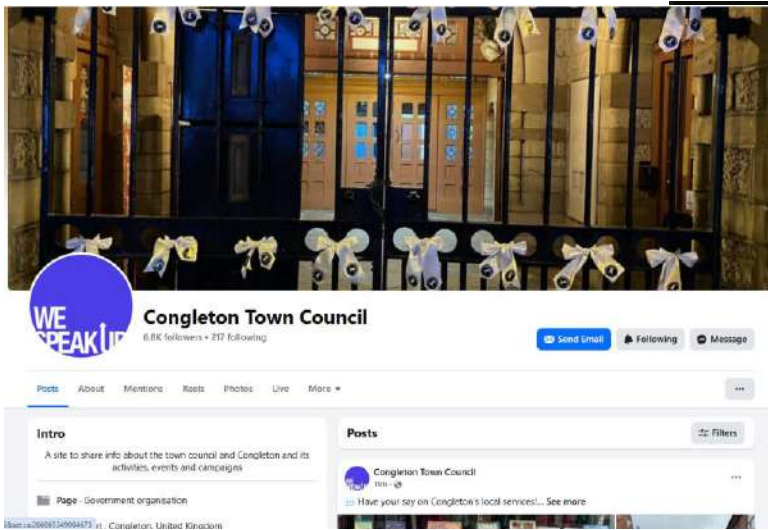 WE
SPEAK UP
Congleton Town Council
6.8K followers • 217 following
Send Email
Following
Message
Posts
About
Mentions
Reels
Photos
Live
More
Intro
A site to share info about the town council and Congleton and its
activities, events and campaigns
Page · Government organisation
Congleton, United Kingdom
Posts
Filters
Congleton Town Council
Have your say on Congleton's local services!... See more